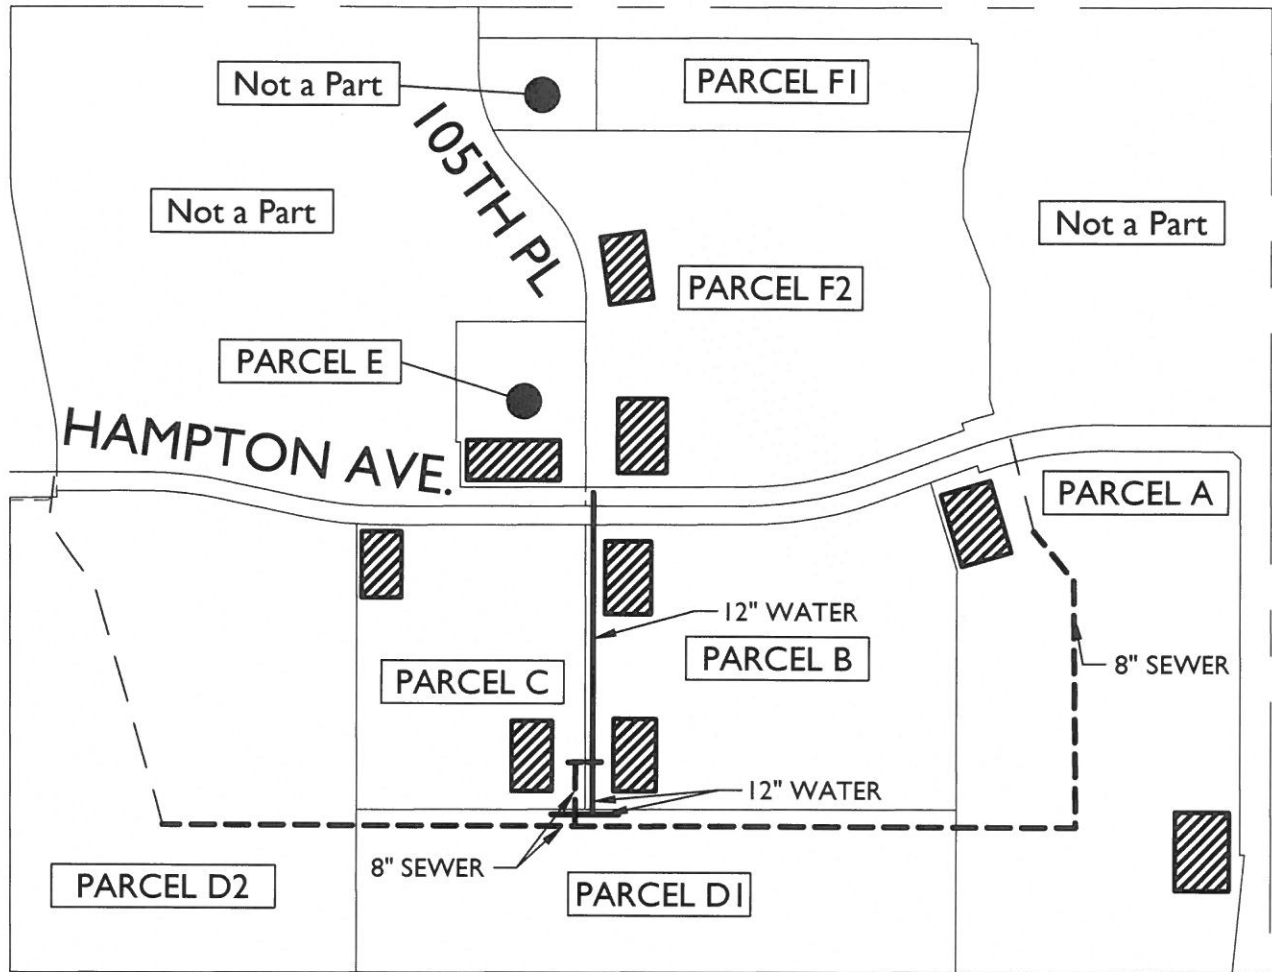 Not a Part
PARCEL F1
105TH PL
Not a Part
Not a Part
PARCEL F2
PARCEL E
HAMPTON AVE.
PARCEL A
12" WATER
PARCEL B
8" SEWER
PARCEL C
12" WATER
8" SEWER
PARCEL D2
PARCEL D1